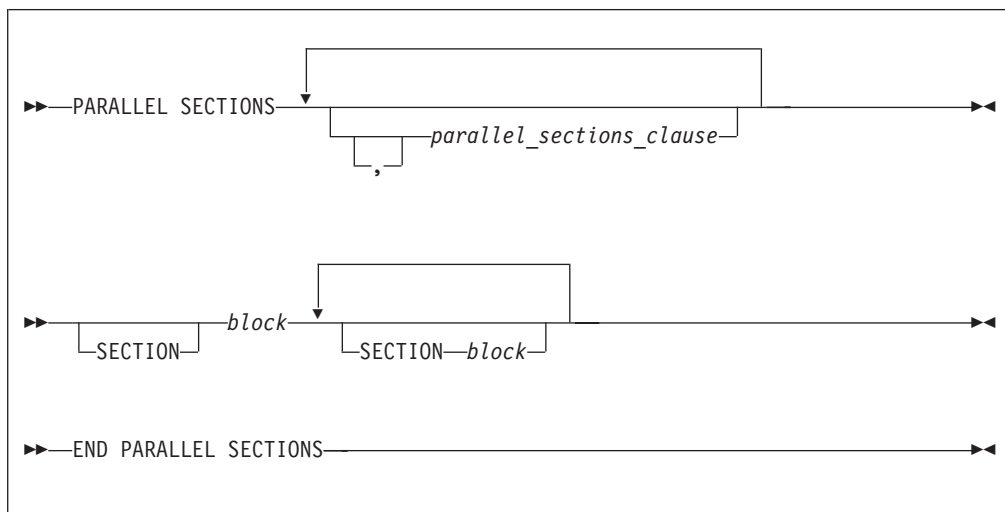 PARALLEL SECTIONS
parallel_sections_clause
,
block
SECTION
SECTION block
END PARALLEL SECTIONS